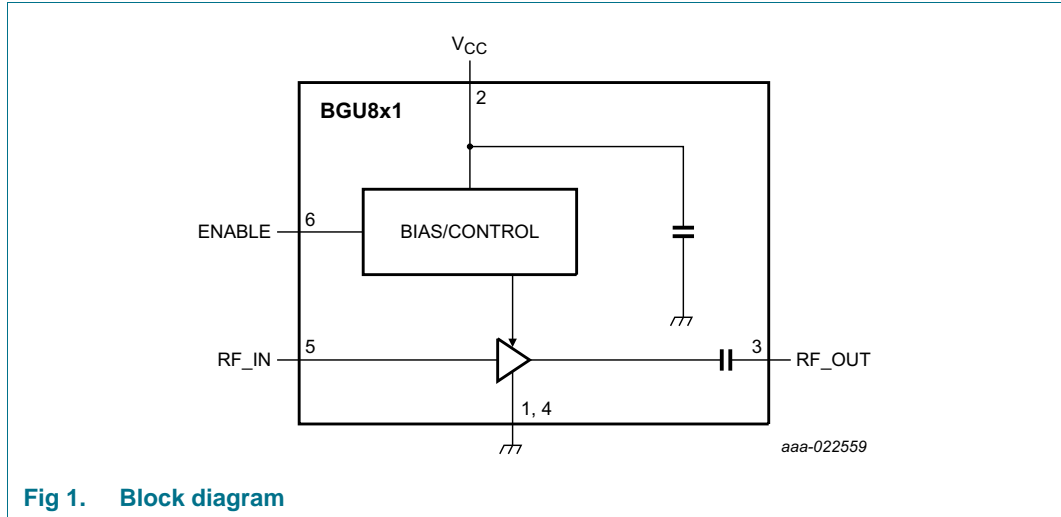 VCC
2
BGU8x1
6
ENABLE
BIAS/CONTROL
5
RF_IN
3
RF_OUT
1, 4
aaa-022559
Fig 1. Block diagram